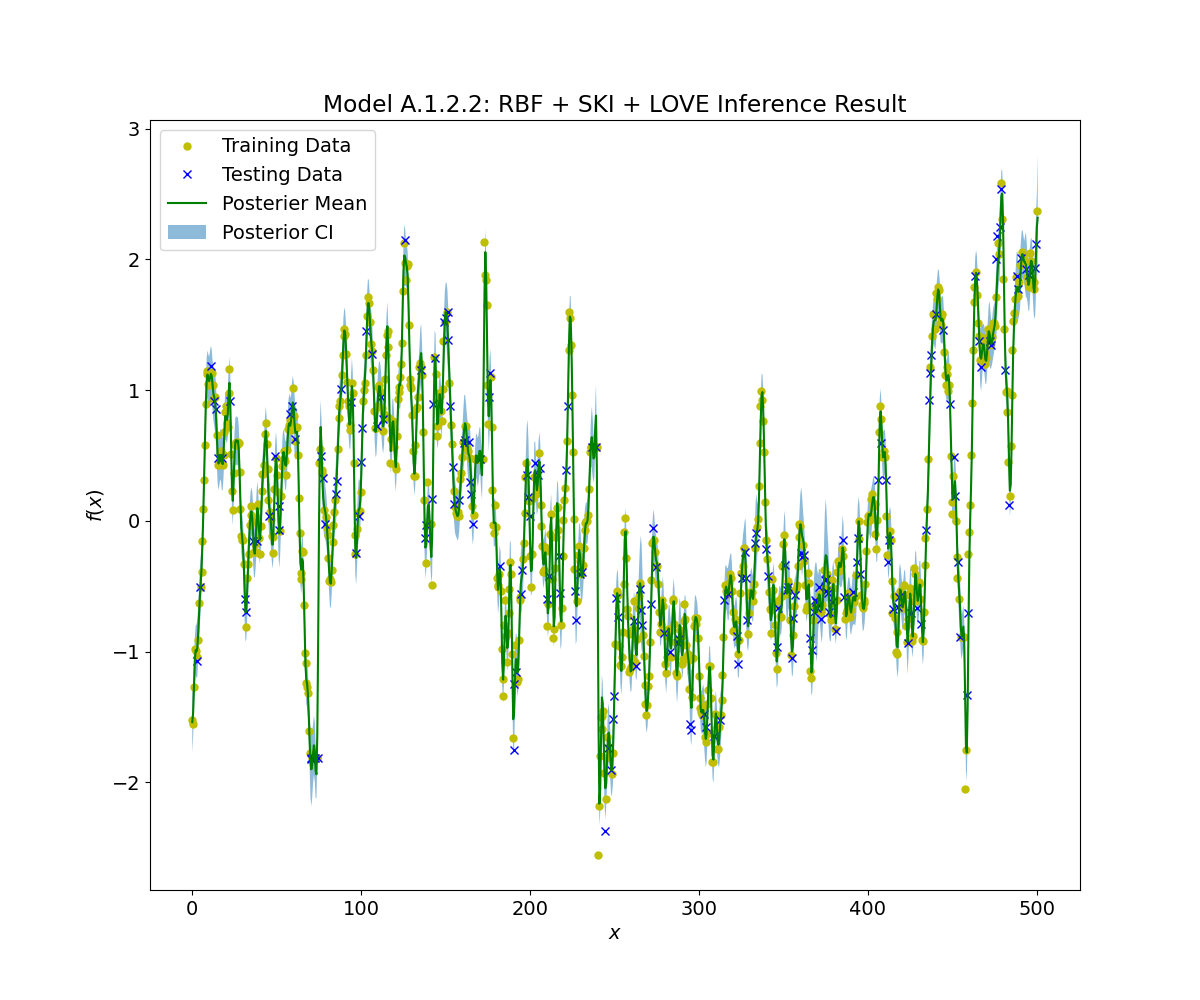 Model A.1.2.2: RBF + SKI + LOVE Inference Result
3
2
1
0
−1
−2
f(x)
Training Data
Testing Data
Posterier Mean
Posterior CI
0 100 200 300 400 500
x